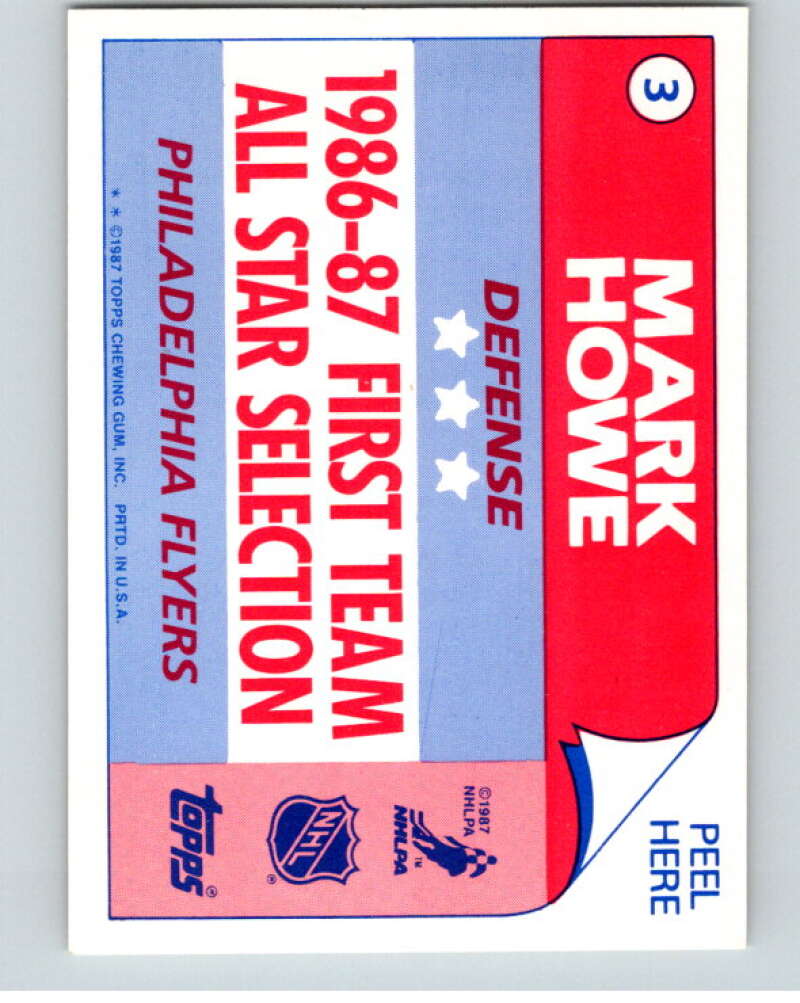 3
MARK
HOWE
PEEL
HERE
DEFENSE
1986-87 FIRST TEAM
ALL STAR SELECTION
PHILADELPHIA FLYERS
* * ©1987 TOPPS CHEWING GUM, INC. PRTD. IN U.S.A.
©1987
NHLPA
NHLPA™
NHL®
topps®